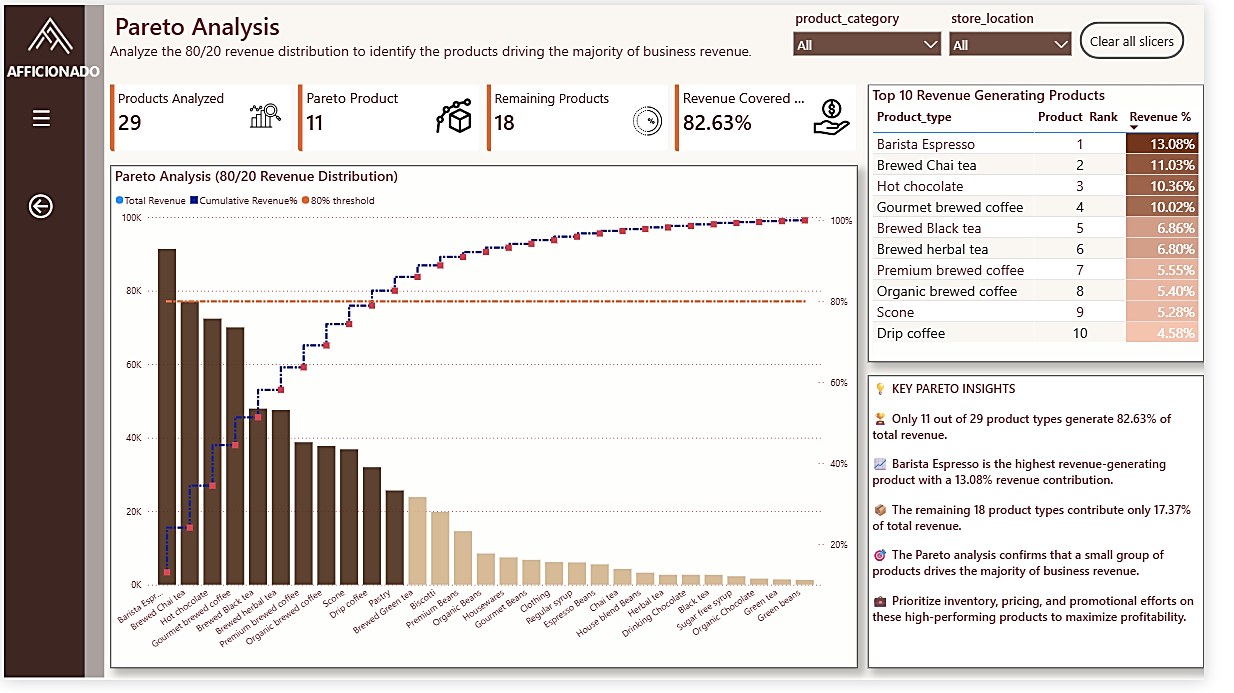 AFFICIONADO
Pareto Analysis
Analyze the 80/20 revenue distribution to identify the products driving the majority of business revenue.
product_category
All
store_location
All
Clear all slicers
Products Analyzed
29
Pareto Product
11
Remaining Products
18
Revenue Covered ...
82.63%
Pareto Analysis (80/20 Revenue Distribution)
Total Revenue Cumulative Revenue% 80% threshold
100K
80K
60K
40K
20K
0K
100%
80%
60%
40%
20%
Barista Espr...
Brewed Chai tea
Hot chocolate
Gourmet brewed coffee
Brewed Black tea
Brewed herbal tea
Premium brewed coffee
Organic brewed coffee
Scone
Drip coffee
Pastry
Brewed Green tea
Biscotti
Premium Beans
Organic Beans
Housewares
Gourmet Beans
Clothing
Regular syrup
Espresso Beans
Chai tea
House blend Beans
Herbal tea
Drinking Chocolate
Black tea
Sugar free syrup
Organic Chocolate
Green tea
Green beans
Top 10 Revenue Generating Products
Product_type Product Rank Revenue %
Barista Espresso 1 13.08%
Brewed Chai tea 2 11.03%
Hot chocolate 3 10.36%
Gourmet brewed coffee 4 10.02%
Brewed Black tea 5 6.86%
Brewed herbal tea 6 6.80%
Premium brewed coffee 7 5.55%
Organic brewed coffee 8 5.40%
Scone 9 5.28%
Drip coffee 10 4.58%
💡 KEY PARETO INSIGHTS
🏆 Only 11 out of 29 product types generate 82.63% of
total revenue.
📈 Barista Espresso is the highest revenue-generating
product with a 13.08% revenue contribution.
📦 The remaining 18 product types contribute only 17.37%
of total revenue.
🎯 The Pareto analysis confirms that a small group of
products drives the majority of business revenue.
💼 Prioritize inventory, pricing, and promotional efforts on
these high-performing products to maximize profitability.